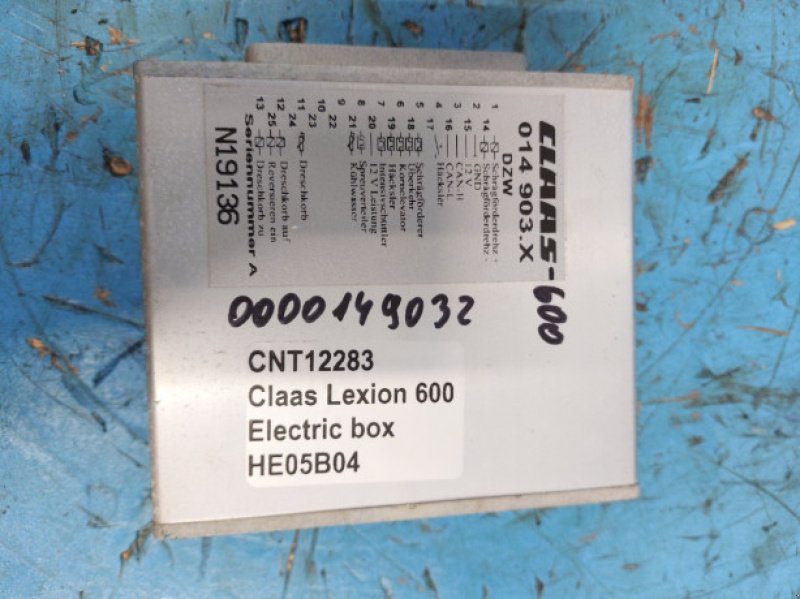 CLAAS-600
014 903.X
DZW
1 Schrägförderdrehz +
14 Schrägförderdrehz -
2 GND
15 12 V
3 CAN-H
16 CAN-L
4 Häcksler
17
5 Schrägförderer
18 Überkehr
6 Kornelevator
19 Häcksler
7 Intensivschüttler
20 12 V Leistung
8 Spreuverteiler
21 Kühlwasser
9
22
10
23
11 Dreschkorb
24
12 Dreschkorb auf
25 Reversieren ein
13 Dreschkorb zu
Seriennummer A
N19136
0000149032
CNT12283
Claas Lexion 600
Electric box
HE05B04